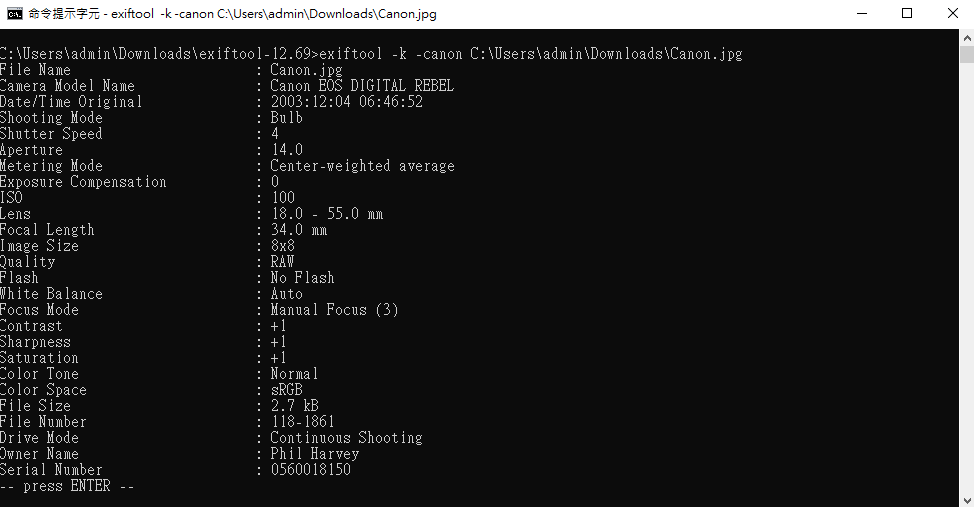 命令提示字元 - exiftool  -k -canon C:\Users\admin\Downloads\Canon.jpg
C:\Users\admin\Downloads\exiftool-12.69>exiftool -k -canon C:\Users\admin\Downloads\Canon.jpg
File Name                       : Canon.jpg
Camera Model Name               : Canon EOS DIGITAL REBEL
Date/Time Original              : 2003:12:04 06:46:52
Shooting Mode                   : Bulb
Shutter Speed                   : 4
Aperture                        : 14.0
Metering Mode                   : Center-weighted average
Exposure Compensation           : 0
ISO                             : 100
Lens                            : 18.0 - 55.0 mm
Focal Length                    : 34.0 mm
Image Size                      : 8x8
Quality                         : RAW
Flash                           : No Flash
White Balance                   : Auto
Focus Mode                      : Manual Focus (3)
Contrast                        : +1
Sharpness                       : +1
Saturation                      : +1
Color Tone                      : Normal
Color Space                     : sRGB
File Size                       : 2.7 kB
File Number                     : 118-1861
Drive Mode                      : Continuous Shooting
Owner Name                      : Phil Harvey
Serial Number                   : 0560018150
-- press ENTER --